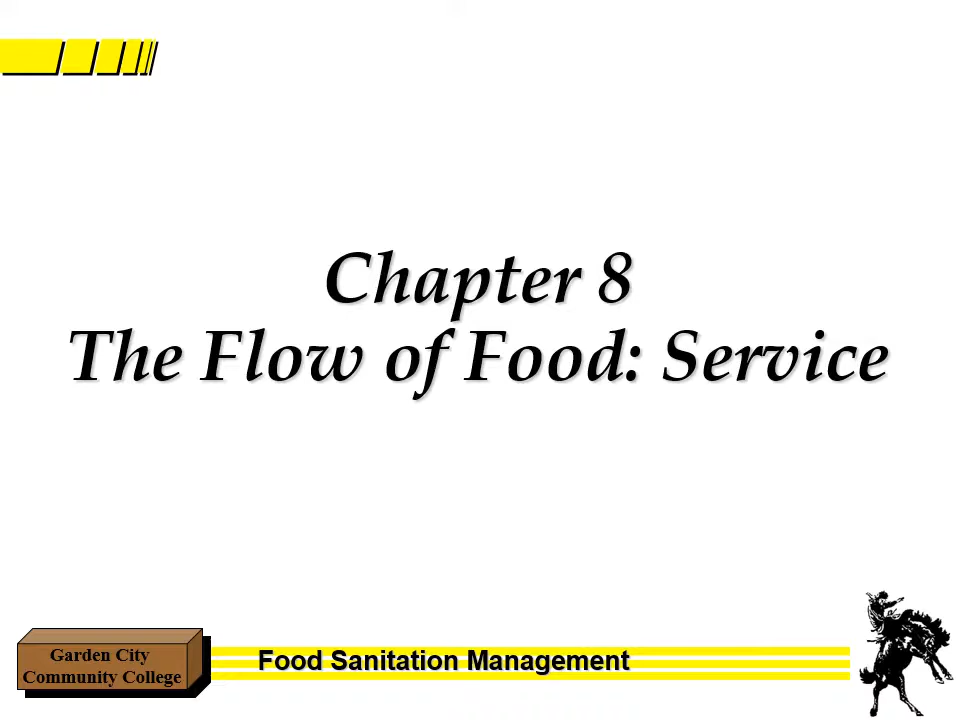 Chapter 8
The Flow of Food: Service
Garden City
Community College
Food Sanitation Management